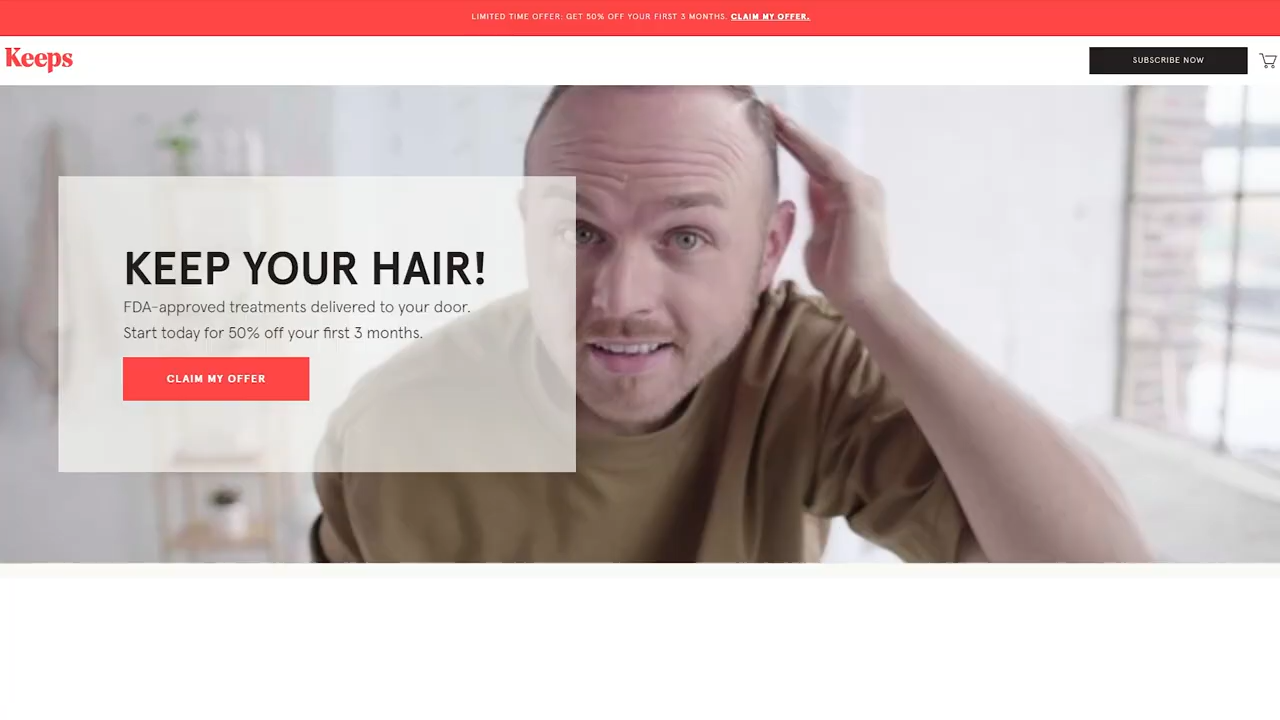 LIMITED TIME OFFER: GET 50% OFF YOUR FIRST 3 MONTHS. CLAIM MY OFFER.
Keeps
SUBSCRIBE NOW
KEEP YOUR HAIR!
FDA-approved treatments delivered to your door.
Start today for 50% off your first 3 months.
CLAIM MY OFFER